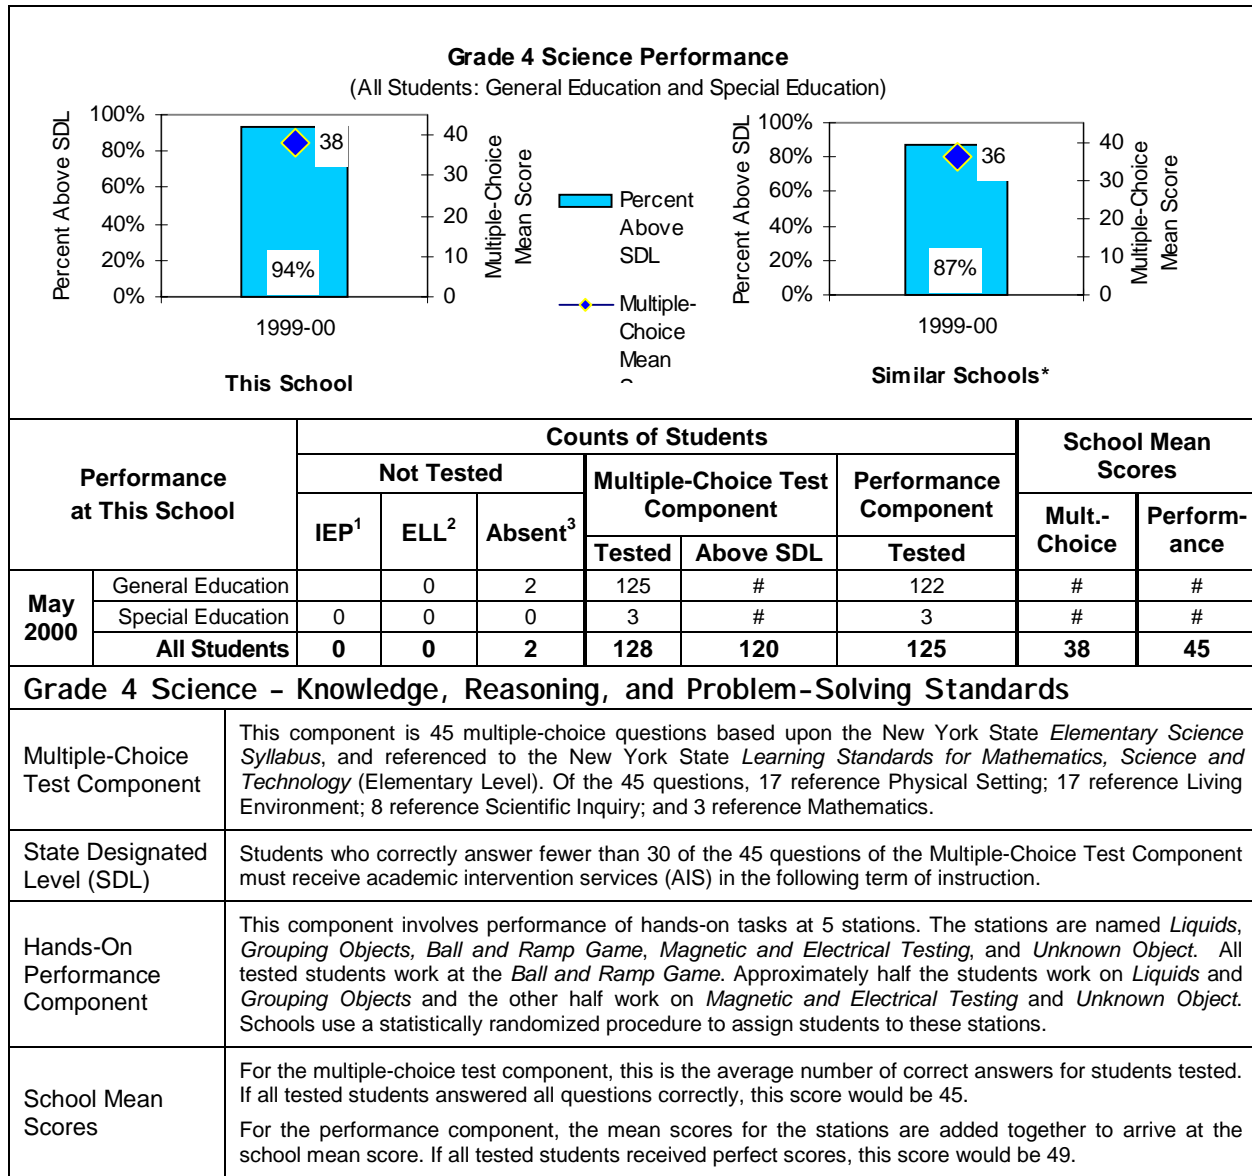 Grade 4 Science Performance
(All Students: General Education and Special Education)
Percent Above SDL
100%
80%
60%
40%
20%
0%
38
94%
40
30
20
10
0
Multiple-Choice
Mean Score
1999-00
This School
Percent
Above
SDL
Multiple-
Choice
Mean
Percent Above SDL
100%
80%
60%
40%
20%
0%
36
87%
40
30
20
10
0
Multiple-Choice
Mean Score
1999-00
Similar Schools*
Performance
at This School
Counts of Students
School Mean
Scores
Not Tested
Multiple-Choice Test
Component
Performance
Component
IEP1
ELL2
Absent3
Tested
Above SDL
Tested
Mult.-
Choice
Perform-
ance
May
2000
General Education 0 2 125 # 122 # #
Special Education 0 0 0 3 # 3 # #
All Students 0 0 2 128 120 125 38 45
Grade 4 Science – Knowledge, Reasoning, and Problem-Solving Standards
Multiple-Choice
Test Component
This component is 45 multiple-choice questions based upon the New York State Elementary Science
Syllabus, and referenced to the New York State Learning Standards for Mathematics, Science and
Technology (Elementary Level). Of the 45 questions, 17 reference Physical Setting; 17 reference Living
Environment; 8 reference Scientific Inquiry; and 3 reference Mathematics.
State Designated
Level (SDL)
Students who correctly answer fewer than 30 of the 45 questions of the Multiple-Choice Test Component
must receive academic intervention services (AIS) in the following term of instruction.
Hands-On
Performance
Component
This component involves performance of hands-on tasks at 5 stations. The stations are named Liquids,
Grouping Objects, Ball and Ramp Game, Magnetic and Electrical Testing, and Unknown Object. All
tested students work at the Ball and Ramp Game. Approximately half the students work on Liquids and
Grouping Objects and the other half work on Magnetic and Electrical Testing and Unknown Object.
Schools use a statistically randomized procedure to assign students to these stations.
School Mean
Scores
For the multiple-choice test component, this is the average number of correct answers for students tested.
If all tested students answered all questions correctly, this score would be 45.
For the performance component, the mean scores for the stations are added together to arrive at the
school mean score. If all tested students received perfect scores, this score would be 49.